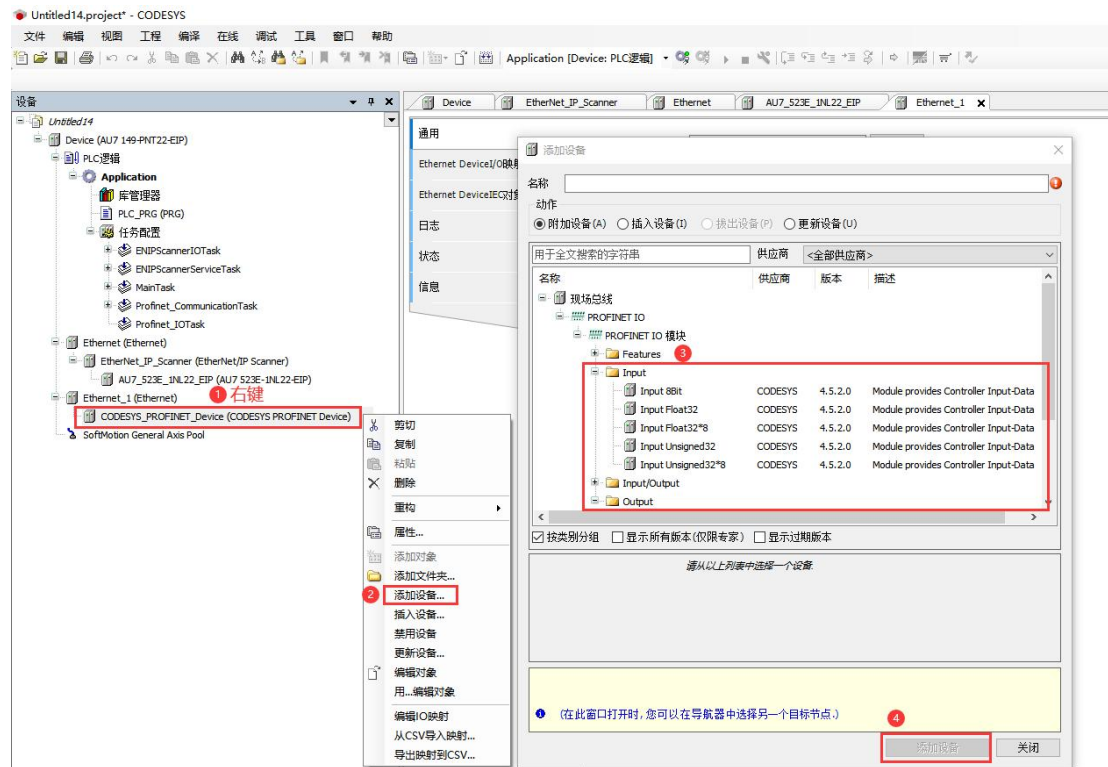 Untitled14.project* - CODESYS
文件 编辑 视图 工程 编译 在线 调试 工具 窗口 帮助
Application [Device: PLC逻辑]
设备
Device EtherNet_IP_Scanner Ethernet AU7_523E_1NL22_EIP Ethernet_1
Untitled14
Device (AU7 149-PNT22-EIP)
PLC逻辑
Application
库管理器
PLC_PRG (PRG)
任务配置
ENIPScannerIOTask
ENIPScannerServiceTask
MainTask
Profinet_CommunicationTask
Profinet_IOTask
Ethernet (Ethernet)
EtherNet_IP_Scanner (EtherNet/IP Scanner)
AU7_523E_1NL22_EIP (AU7 523E-1NL22-EIP)
Ethernet_1 (Ethernet)
1 右键
CODESYS_PROFINET_Device (CODESYS PROFINET Device)
SoftMotion General Axis Pool
剪切
复制
粘贴
删除
重构
属性...
添加对象
添加文件夹...
2 添加设备...
插入设备...
禁用设备
更新设备...
编辑对象
用...编辑对象
编辑IO映射
从CSV导入映射...
导出映射到CSV...
通用
Ethernet DeviceI/O映
Ethernet DeviceIEC对
日志
状态
信息
添加设备
名称
动作
附加设备(A) 插入设备(I) 拔出设备(P) 更新设备(U)
用于全文搜索的字符串 供应商 <全部供应商>
名称 供应商 版本 描述
现场总线
PROFINET IO
PROFINET IO 模块
Features 3
Input
Input 8Bit CODESYS 4.5.2.0 Module provides Controller Input-Data
Input Float32 CODESYS 4.5.2.0 Module provides Controller Input-Data
Input Float32*8 CODESYS 4.5.2.0 Module provides Controller Input-Data
Input Unsigned32 CODESYS 4.5.2.0 Module provides Controller Input-Data
Input Unsigned32*8 CODESYS 4.5.2.0 Module provides Controller Input-Data
Input/Output
Output
按类别分组 显示所有版本(仅限专家) 显示过期版本
请从以上列表中选择一个设备.
(在此窗口打开时,您可以在导航器中选择另一个目标节点.)
4
添加设备 关闭